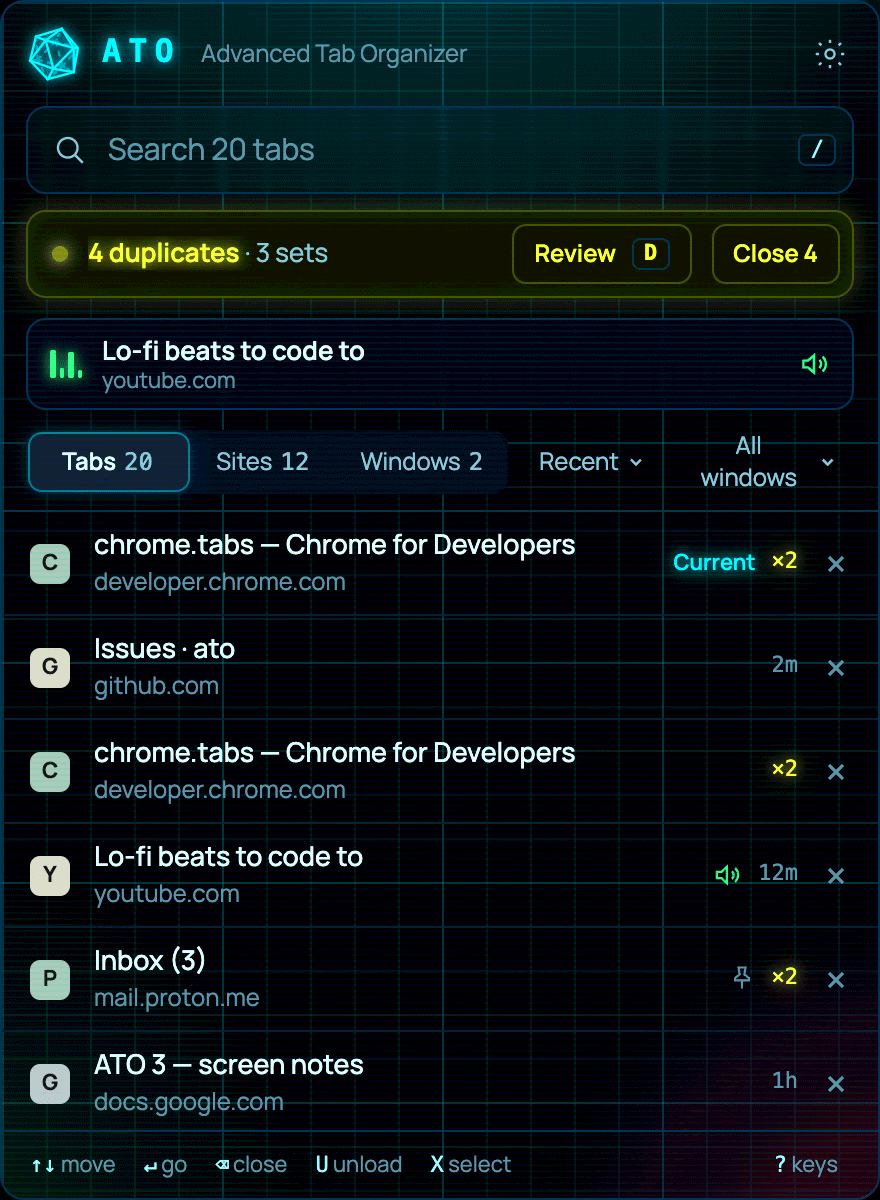 ATO Advanced Tab Organizer
Search 20 tabs /
4 duplicates · 3 sets Review D Close 4
Lo-fi beats to code to
youtube.com
Tabs 20 Sites 12 Windows 2 Recent All windows
C chrome.tabs — Chrome for Developers Current ×2 ×
developer.chrome.com
G Issues · ato 2m ×
github.com
C chrome.tabs — Chrome for Developers ×2 ×
developer.chrome.com
Y Lo-fi beats to code to 12m ×
youtube.com
P Inbox (3) ×2 ×
mail.proton.me
G ATO 3 — screen notes 1h ×
docs.google.com
↑↓ move ↵ go ⌫ close U unload X select ? keys